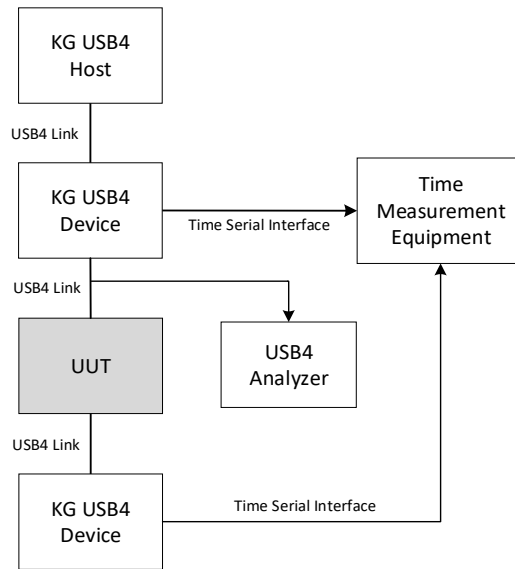 KG USB4
Host
USB4 Link
KG USB4
Device
Time Serial Interface
Time
Measurement
Equipment
USB4 Link
UUT
USB4
Analyzer
USB4 Link
KG USB4
Device
Time Serial Interface